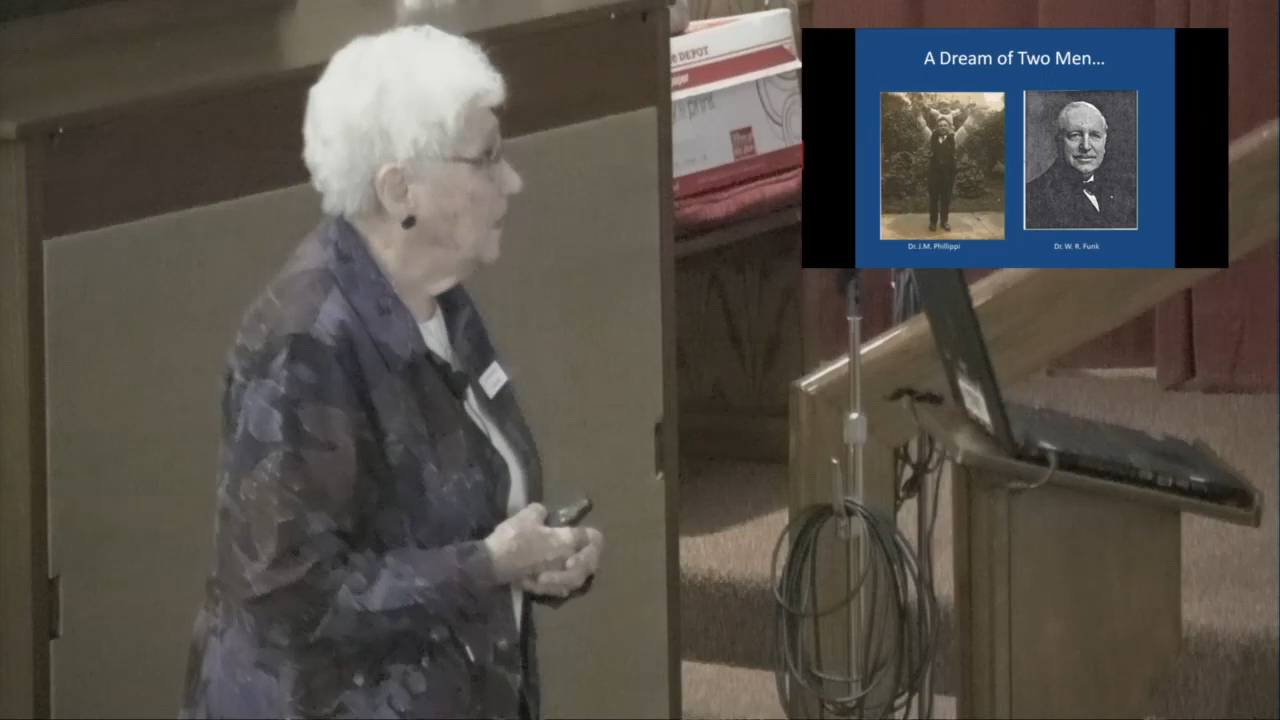 DEPOT
A Dream of Two Men...
Dr. J.M. Phillippi
Dr. W. R. Funk